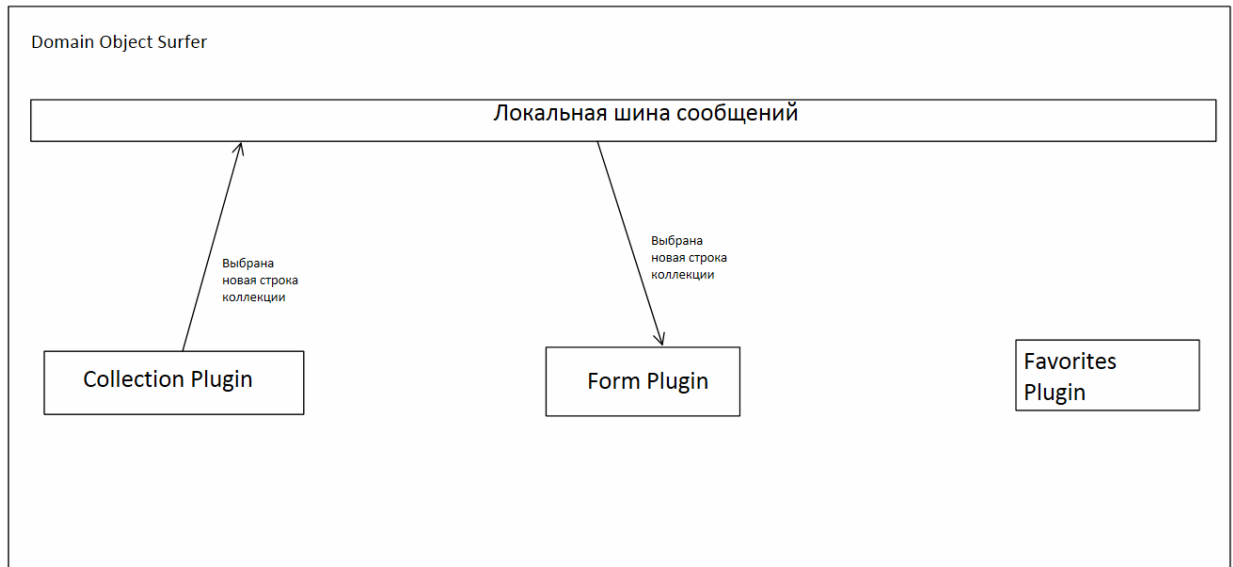 Domain Object Surfer
Локальная шина сообщений
Выбрана
новая строка
коллекции
Выбрана
новая строка
коллекции
Collection Plugin
Form Plugin
Favorites
Plugin